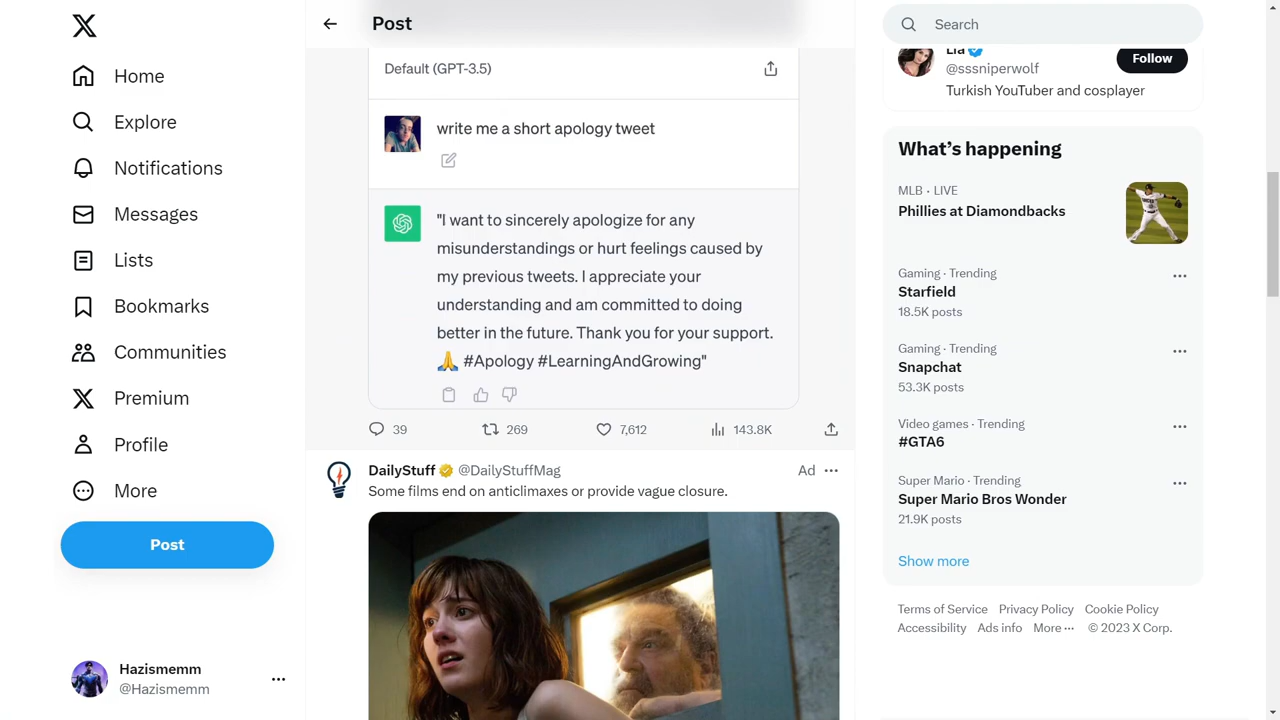 Home
Explore
Notifications
Messages
Lists
Bookmarks
Communities
Premium
Profile
More
Post
Hazismemm
@Hazismemm
Post
Default (GPT-3.5)
write me a short apology tweet
"I want to sincerely apologize for any
misunderstandings or hurt feelings caused by
my previous tweets. I appreciate your
understanding and am committed to doing
better in the future. Thank you for your support.
🙏 #Apology #LearningAndGrowing"
39 269 7,612 143.8K
DailyStuff @DailyStuffMag Ad
Some films end on anticlimaxes or provide vague closure.
Search
Lia
@sssniperwolf
Follow
Turkish YouTuber and cosplayer
What's happening
MLB · LIVE
Phillies at Diamondbacks
Gaming · Trending
Starfield
18.5K posts
Gaming · Trending
Snapchat
53.3K posts
Video games · Trending
#GTA6
Super Mario · Trending
Super Mario Bros Wonder
21.9K posts
Show more
Terms of Service Privacy Policy Cookie Policy
Accessibility Ads info More ··· © 2023 X Corp.